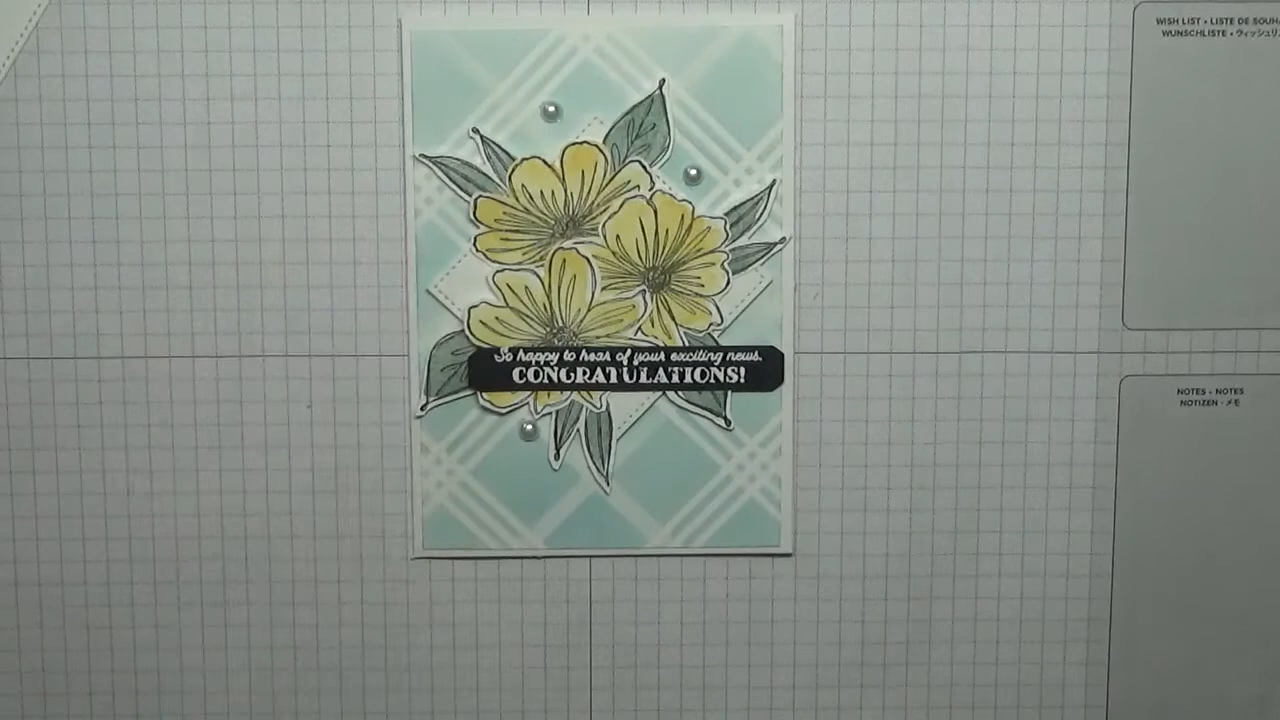 WISH LIST • LISTE DE SOUHA
WUNSCHLISTE • ウィッシュリス
So happy to hear of your exciting news.
CONGRATULATIONS!
NOTES • NOTES
NOTIZEN • メモ